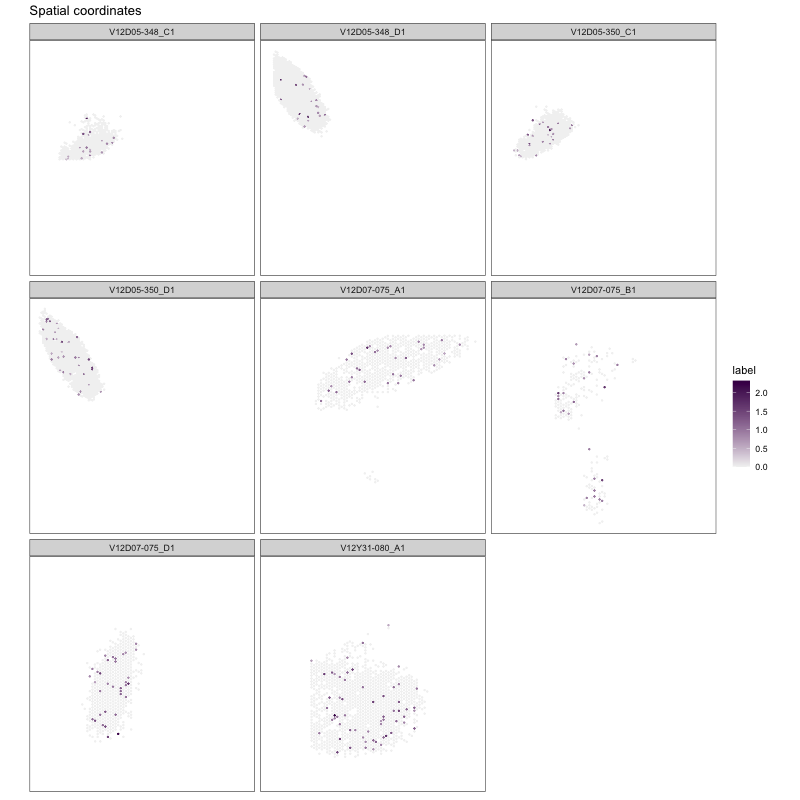 Spatial coordinates
V12D05-348_C1
V12D05-348_D1
V12D05-350_C1
V12D05-350_D1
V12D07-075_A1
V12D07-075_B1
label
2.0
1.5
1.0
0.5
0.0
V12D07-075_D1
V12Y31-080_A1